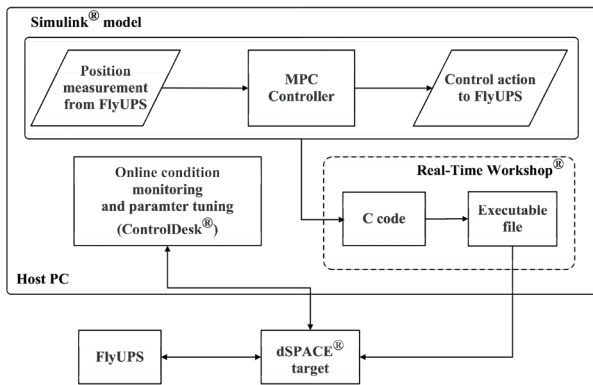 Simulink® model
Position
measurement
from FlyUPS
MPC
Controller
Control action
to FlyUPS
Online condition
monitoring
and paramter tuning
(ControlDesk®)
Real-Time Workshop®
C code
Executable
file
Host PC
FlyUPS
dSPACE®
target